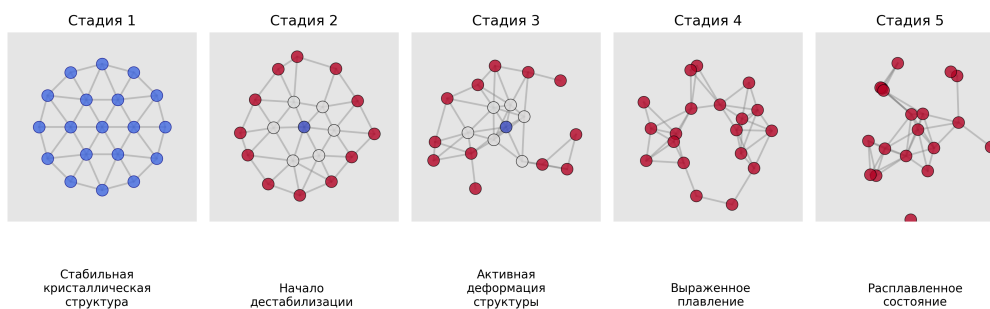 Стадия 1
Стадия 2
Стадия 3
Стадия 4
Стадия 5
Стабильная
кристаллическая
структура
Начало
дестабилизации
Активная
деформация
структуры
Выраженное
плавление
Расплавленное
состояние